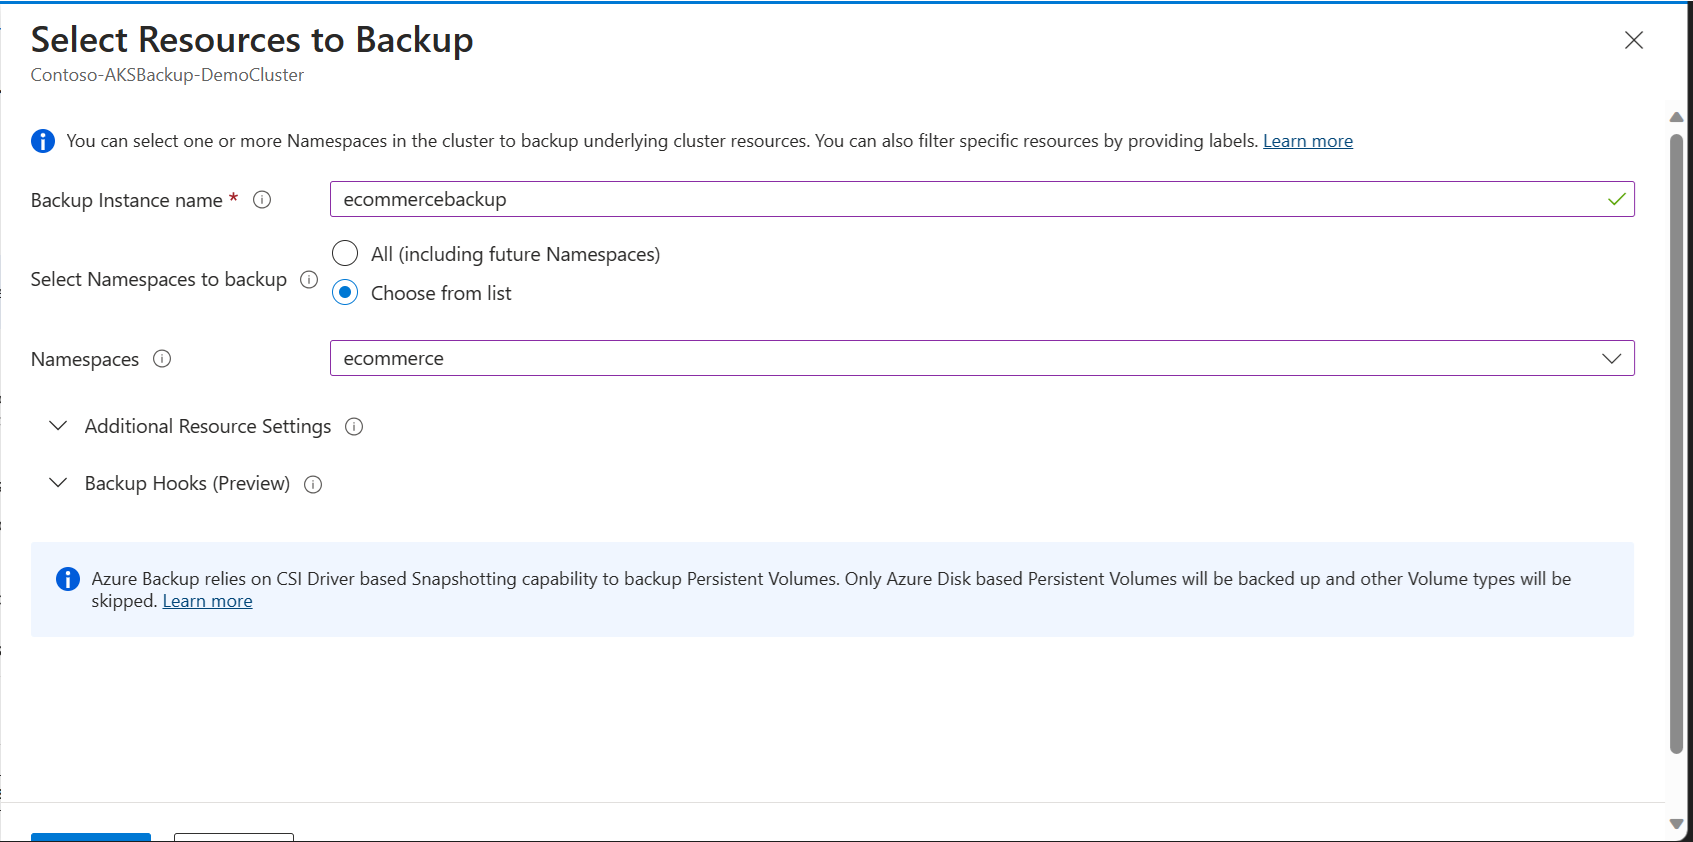 Select Resources to Backup
Contoso-AKSBackup-DemoCluster
You can select one or more Namespaces in the cluster to backup underlying cluster resources. You can also filter specific resources by providing labels. Learn more
Backup Instance name *
ecommercebackup
All (including future Namespaces)
Select Namespaces to backup
Choose from list
Namespaces
ecommerce
Additional Resource Settings
Backup Hooks (Preview)
Azure Backup relies on CSI Driver based Snapshotting capability to backup Persistent Volumes. Only Azure Disk based Persistent Volumes will be backed up and other Volume types will be
skipped. Learn more